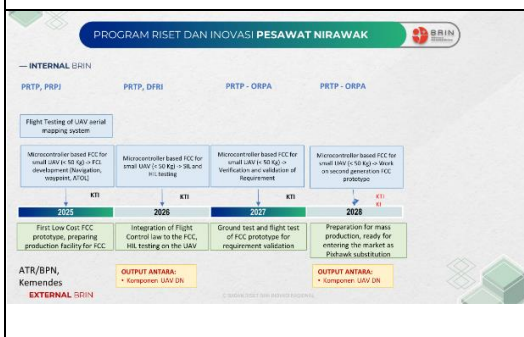 PROGRAM RISET DAN INOVASI PESAWAT NIRAWAK
BRIN
— INTERNAL BRIN
PRTP, PRPJ
PRTP, DFRI
PRTP - ORPA
PRTP - ORPA
Flight Testing of UAV aerial
mapping system
Microcontroller based FCC for
small UAV (< 50 Kg) -> FCL
development (Navigation,
waypoint, ATOL)
Microcontroller based FCC for
small UAV (< 50 Kg) -> SIL and
HIL testing
Microcontroller based FCC for
small UAV (< 50 Kg) ->
Verification and validation of
Requirement
Microcontroller based FCC for
small UAV (< 50 Kg) -> Work
on second generation FCC
prototype
KTI
KTI
KTI
KTI
KI
2025
2026
2027
2028
First Low Cost FCC
prototype, preparing
production facility for FCC
Integration of Flight
Control law to the FCC,
HIL testing on the UAV
Ground test and flight test
of FCC prototype for
requirement validation
Preparation for mass
production, ready for
entering the market as
Pixhawk substitution
ATR/BPN,
Kemendes
EXTERNAL BRIN
OUTPUT ANTARA:
• Komponen UAV DN
OUTPUT ANTARA:
• Komponen UAV DN